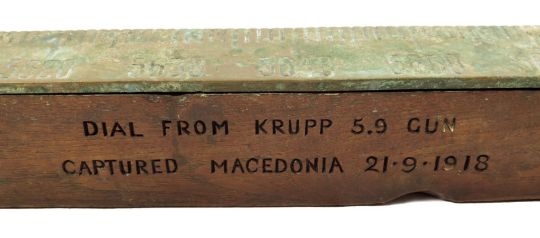 DIAL FROM KRUPP 5.9 GUN
CAPTURED MACEDONIA 21·9·1918